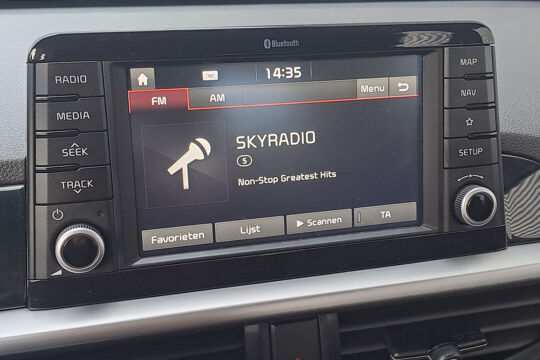 Bluetooth
RADIO
MEDIA
SEEK
TRACK
TMC
14:35
FM
AM
Menu
SKYRADIO
5
Non-Stop Greatest Hits
Favorieten
Lijst
Scannen
TA
MAP
NAV
SETUP